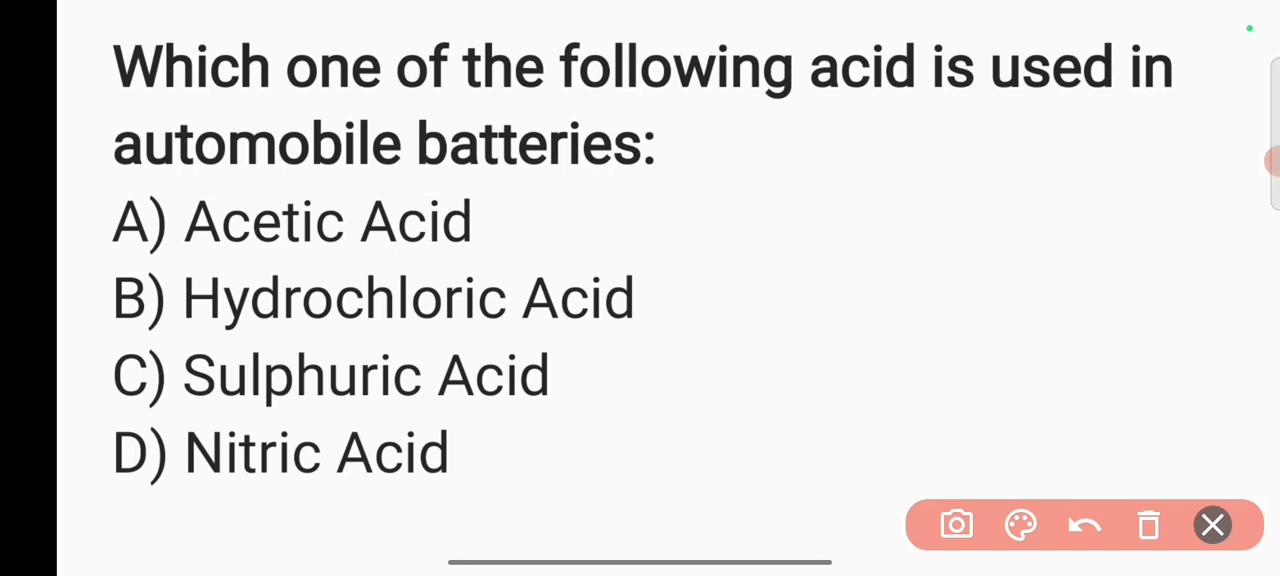 Which one of the following acid is used in
automobile batteries:
A) Acetic Acid
B) Hydrochloric Acid
C) Sulphuric Acid
D) Nitric Acid